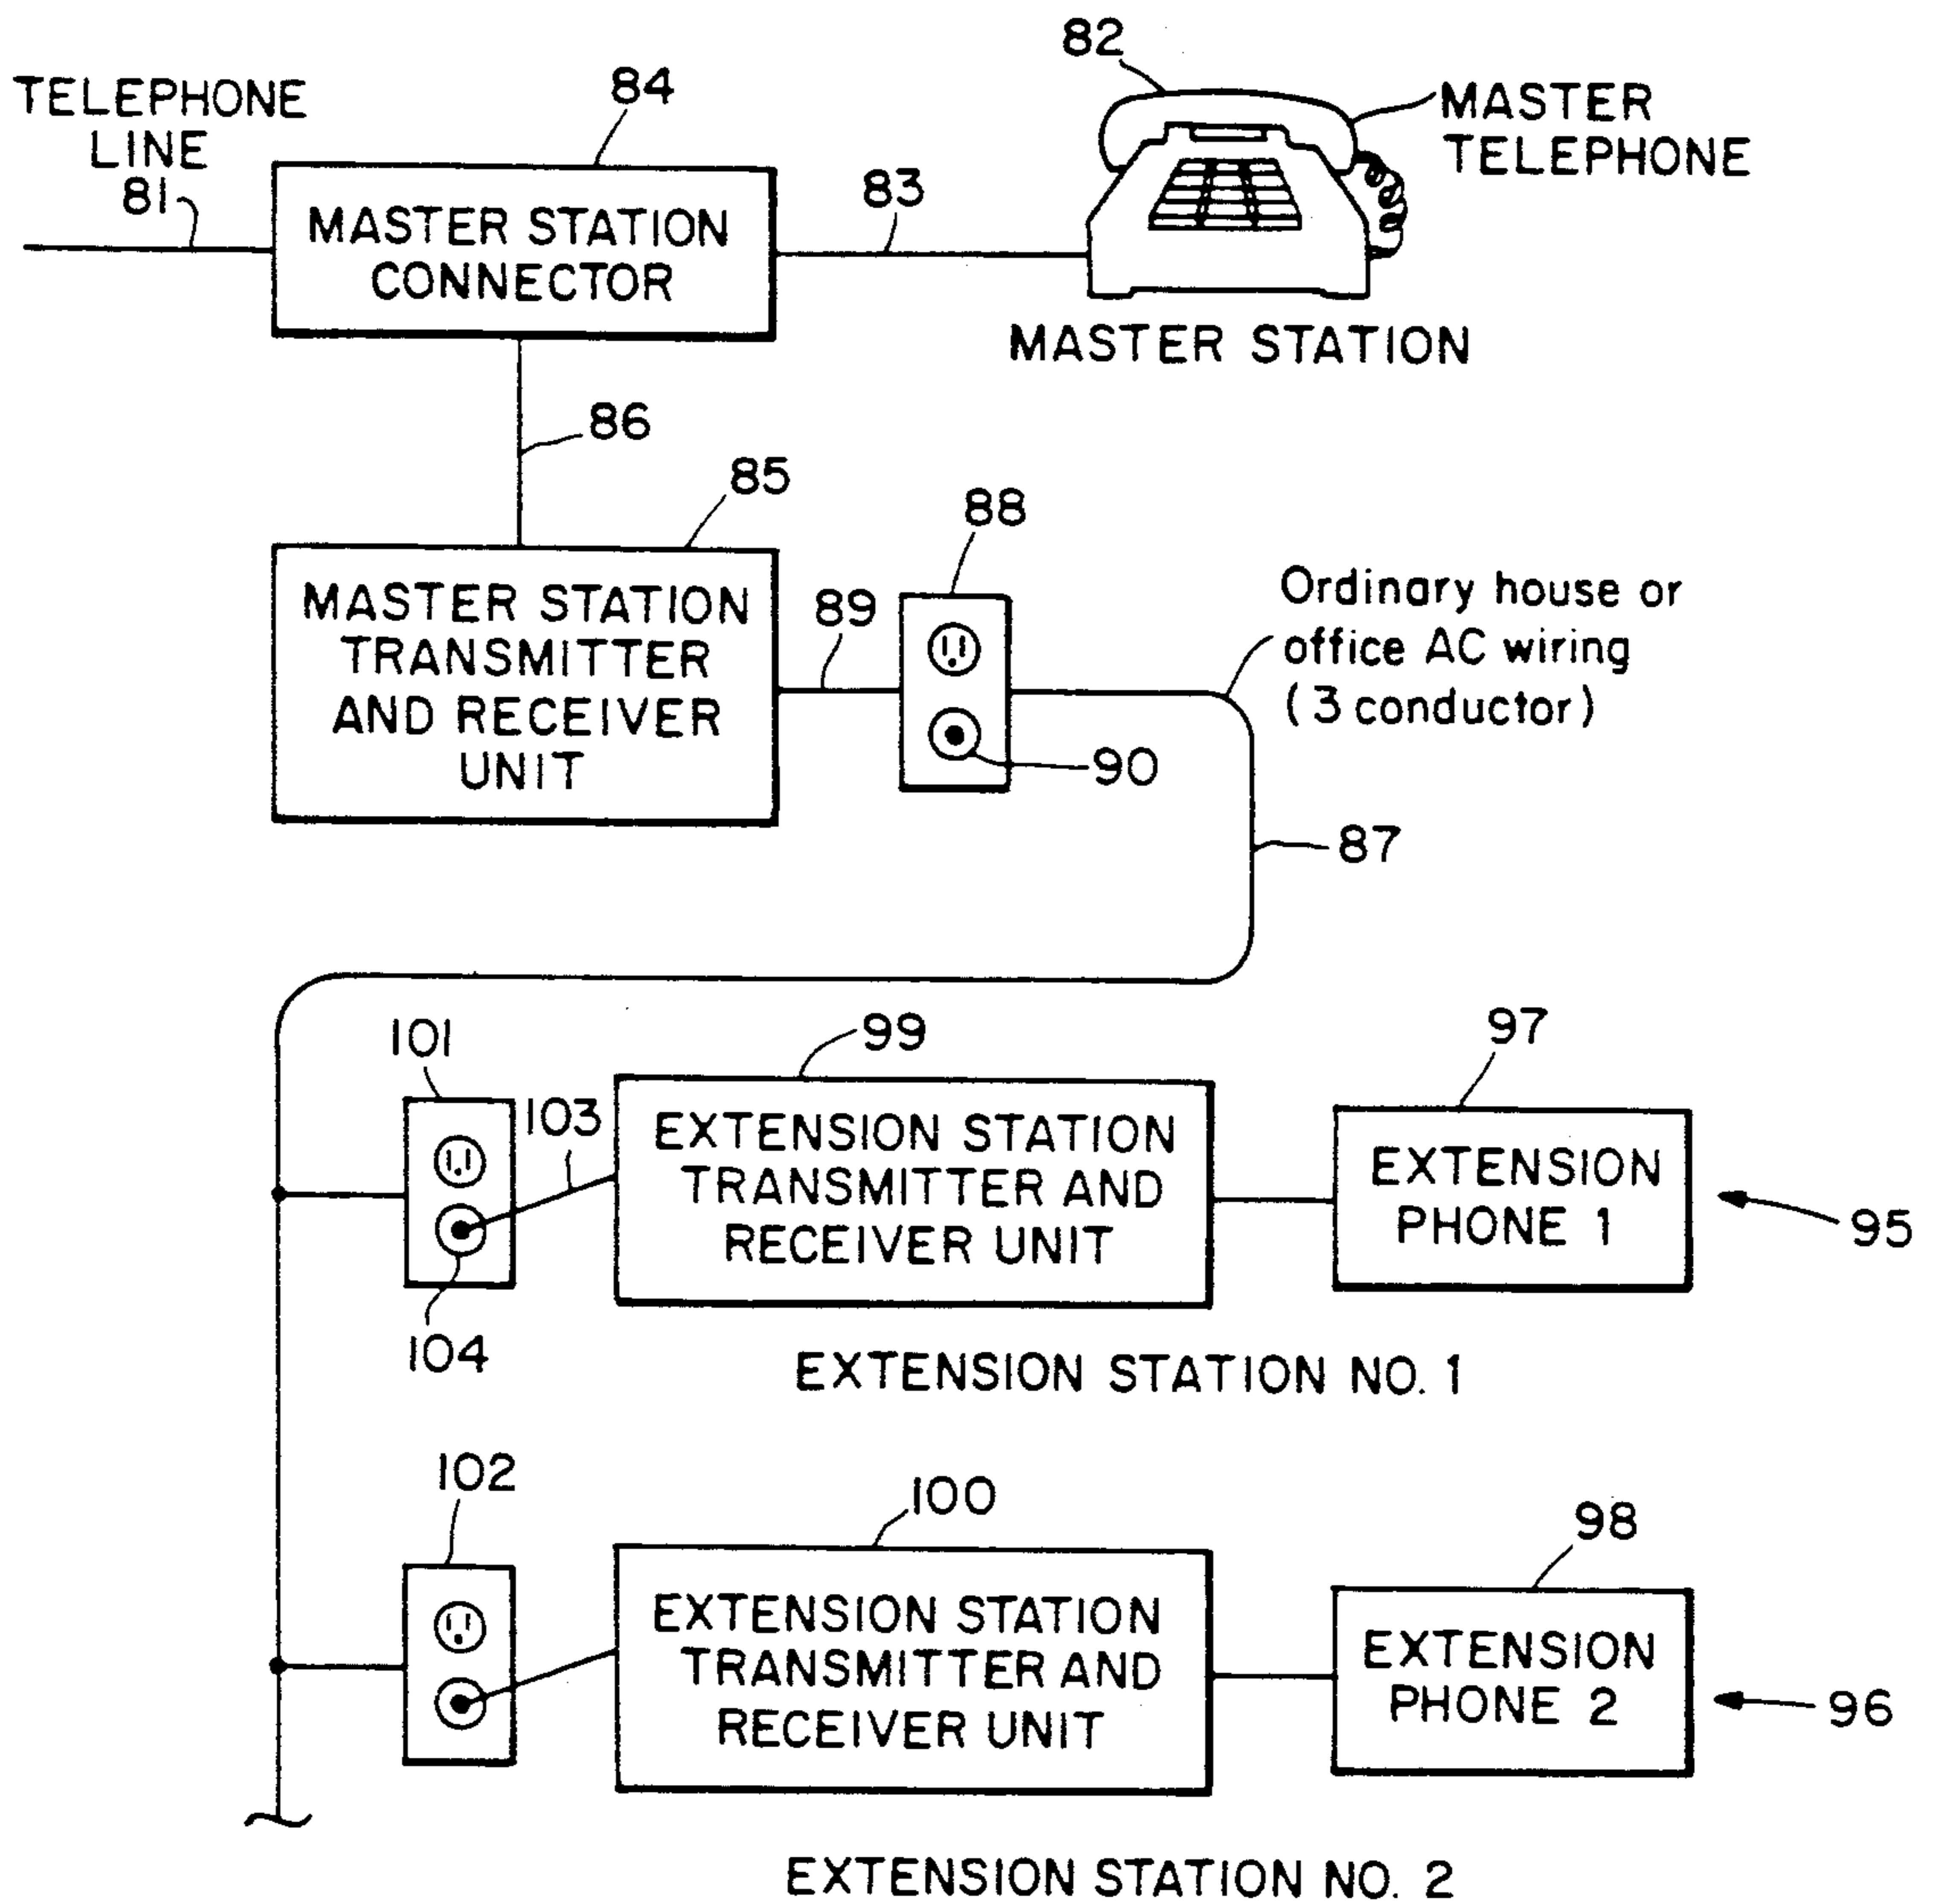 82
84
TELEPHONE
LINE
81
MASTER
TELEPHONE
83
MASTER STATION
CONNECTOR
MASTER STATION
86
85
88
MASTER STATION
TRANSMITTER
AND RECEIVER
UNIT
89
Ordinary house or
office AC wiring
(3 conductor)
90
87
101
99
97
103
EXTENSION STATION
TRANSMITTER AND
RECEIVER UNIT
EXTENSION
PHONE 1
95
104
EXTENSION STATION NO. 1
102
100
98
EXTENSION STATION
TRANSMITTER AND
RECEIVER UNIT
EXTENSION
PHONE 2
96
EXTENSION STATION NO. 2